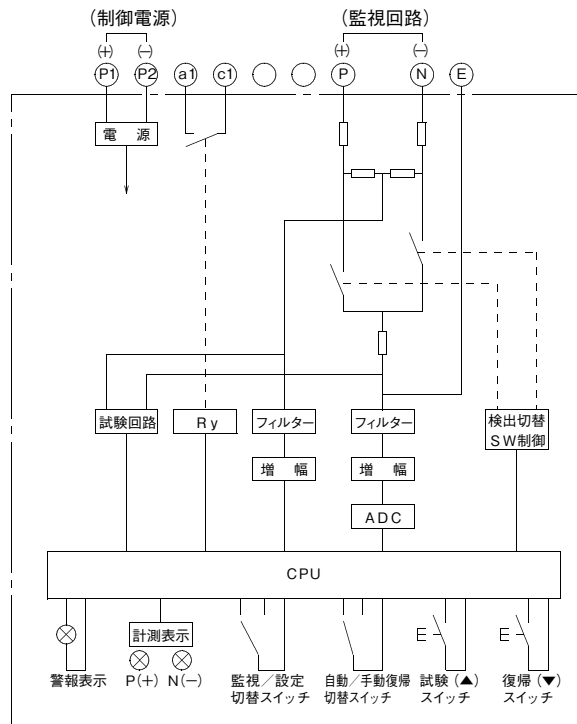 (制御電源)
(監視回路)
(+) (−)
(+) (−)
P1 P2 a1 c1 P N E
電 源
試験回路
Ry
フィルター
フィルター
検出切替
SW制御
増 幅
増 幅
ADC
CPU
計測表示
警報表示
P(+) N(−)
監視/設定
切替スイッチ
自動/手動復帰
切替スイッチ
試験(▲)
スイッチ
復帰(▼)
スイッチ